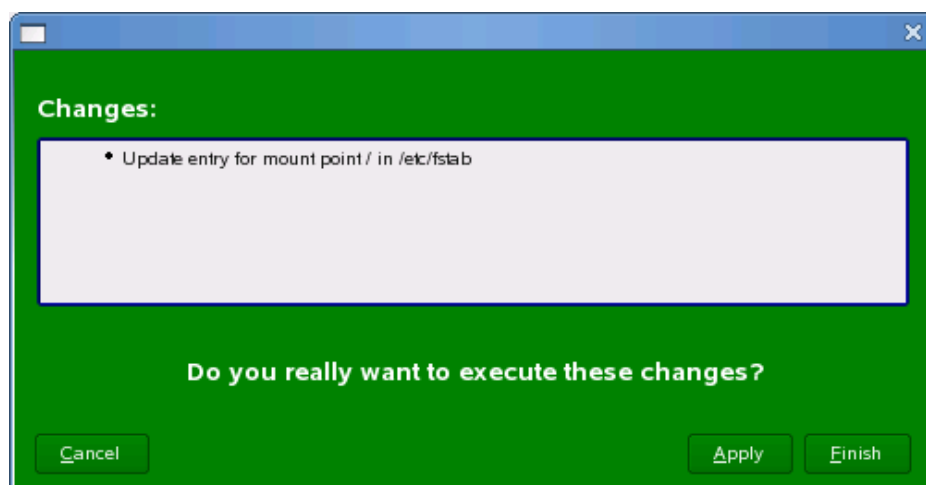 Changes:
• Update entry for mount point / in /etc/fstab
Do you really want to execute these changes?
Cancel
Apply
Finish